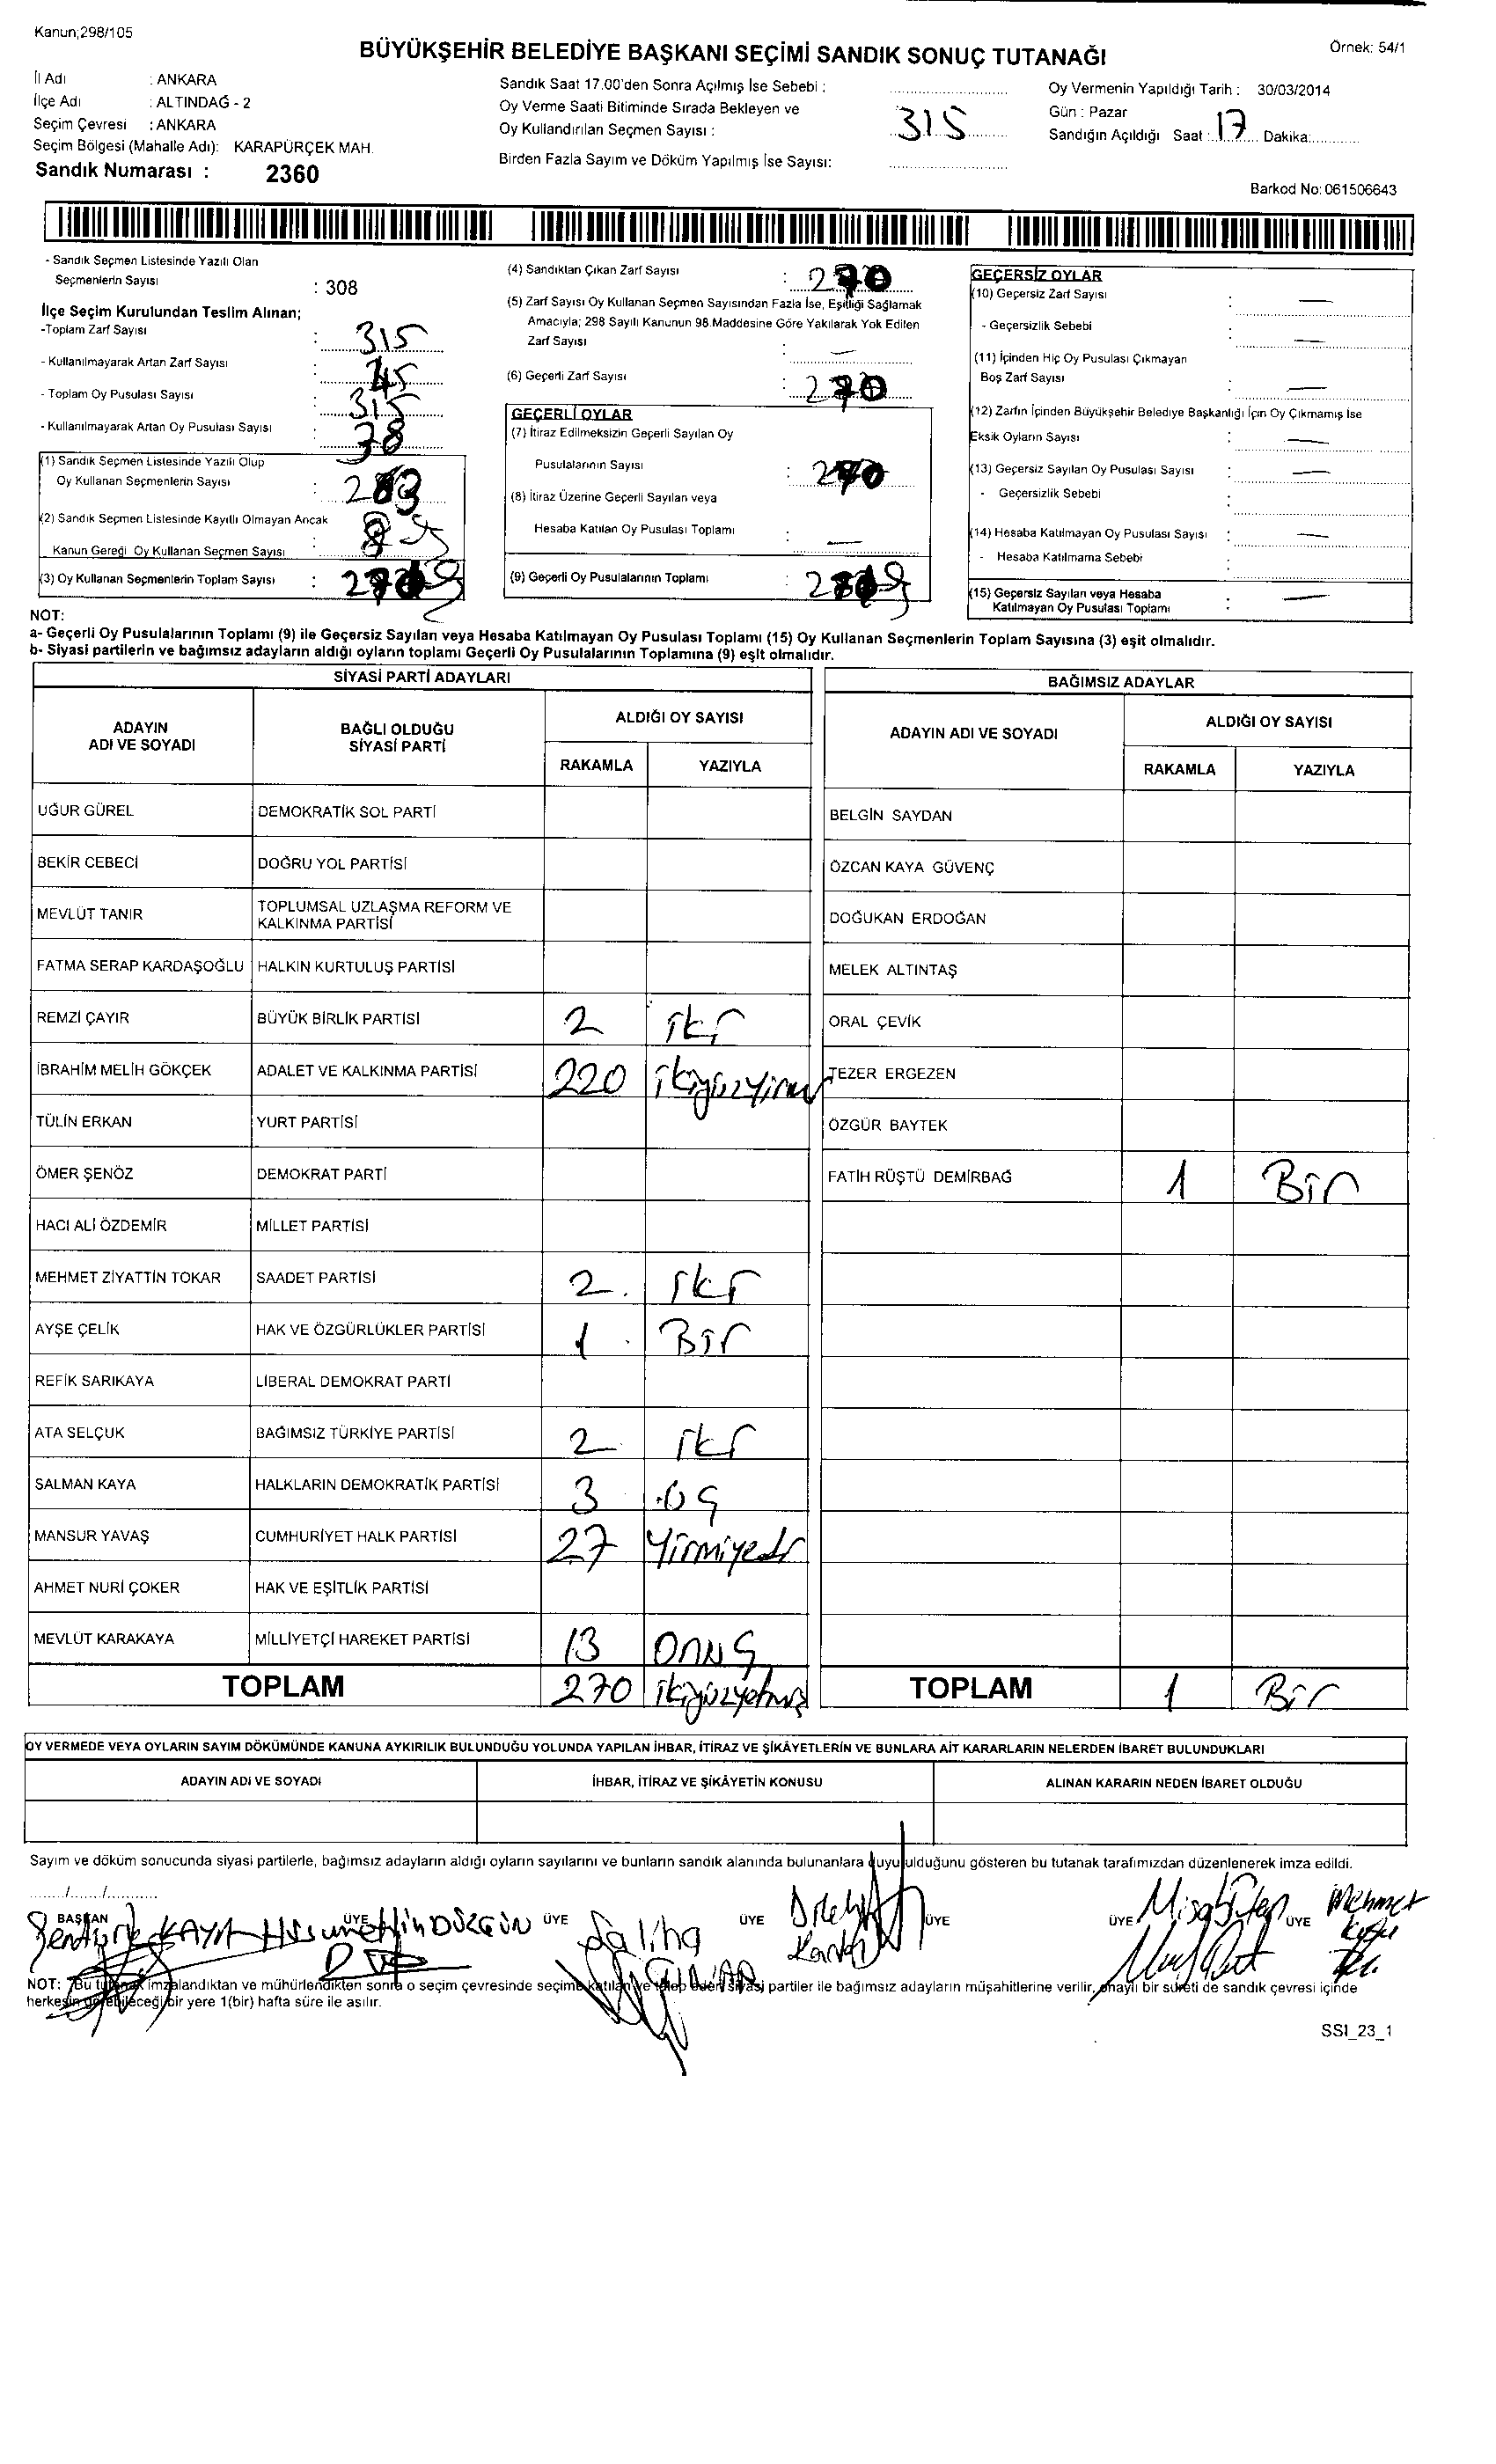 Kanun;298/105
BÜYÜKŞEHİR BELEDİYE BAŞKANI SEÇİMİ SANDIK SONUÇ TUTANAĞI
Örnek: 54/1
İl Adı : ANKARA
İlçe Adı : ALTINDAĞ - 2
Seçim Çevresi : ANKARA
Seçim Bölgesi (Mahalle Adı): KARAPÜRÇEK MAH.
Sandık Numarası : 2360
Sandık Saat 17.00'den Sonra Açılmış İse Sebebi :
Oy Verme Saati Bitiminde Sırada Bekleyen ve
Oy Kullandırılan Seçmen Sayısı : 315
Birden Fazla Sayım ve Döküm Yapılmış İse Sayısı:
Oy Vermenin Yapıldığı Tarih : 30/03/2014
Gün : Pazar
Sandığın Açıldığı Saat : 17 Dakika:
Barkod No: 061506643
- Sandık Seçmen Listesinde Yazılı Olan
Seçmenlerin Sayısı : 308
İlçe Seçim Kurulundan Teslim Alınan;
-Toplam Zarf Sayısı : 315
- Kullanılmayarak Artan Zarf Sayısı : 45
- Toplam Oy Pusulası Sayısı : 315
- Kullanılmayarak Artan Oy Pusulası Sayısı : 38
(1) Sandık Seçmen Listesinde Yazılı Olup
Oy Kullanan Seçmenlerin Sayısı :
(2) Sandık Seçmen Listesinde Kayıtlı Olmayan Ancak
Kanun Gereği Oy Kullanan Seçmen Sayısı :
(3) Oy Kullanan Seçmenlerin Toplam Sayısı :
(4) Sandıktan Çıkan Zarf Sayısı : 270
(5) Zarf Sayısı Oy Kullanan Seçmen Sayısından Fazla İse, Eşitliği Sağlamak
Amacıyla; 298 Sayılı Kanunun 98.Maddesine Göre Yakılarak Yok Edilen
Zarf Sayısı : —
(6) Geçerli Zarf Sayısı : 270
GEÇERLİ OYLAR
(7) İtiraz Edilmeksizin Geçerli Sayılan Oy
Pusulalarının Sayısı : 270
(8) İtiraz Üzerine Geçerli Sayılan veya
Hesaba Katılan Oy Pusulası Toplamı : —
(9) Geçerli Oy Pusulalarının Toplamı :
GEÇERSİZ OYLAR
(10) Geçersiz Zarf Sayısı : —
- Geçersizlik Sebebi : —
(11) İçinden Hiç Oy Pusulası Çıkmayan
Boş Zarf Sayısı : —
(12) Zarfın İçinden Büyükşehir Belediye Başkanlığı İçin Oy Çıkmamış İse
Eksik Oyların Sayısı : —
(13) Geçersiz Sayılan Oy Pusulası Sayısı : —
- Geçersizlik Sebebi :
(14) Hesaba Katılmayan Oy Pusulası Sayısı : —
- Hesaba Katılmama Sebebi :
(15) Geçersiz Sayılan veya Hesaba
Katılmayan Oy Pusulası Toplamı : —
NOT:
a- Geçerli Oy Pusulalarının Toplamı (9) ile Geçersiz Sayılan veya Hesaba Katılmayan Oy Pusulası Toplamı (15) Oy Kullanan Seçmenlerin Toplam Sayısına (3) eşit olmalıdır.
b- Siyasi partilerin ve bağımsız adayların aldığı oyların toplamı Geçerli Oy Pusulalarının Toplamına (9) eşit olmalıdır.
SİYASİ PARTİ ADAYLARI
ADAYIN ADI VE SOYADI
BAĞLI OLDUĞU SİYASİ PARTİ
ALDIĞI OY SAYISI
RAKAMLA YAZIYLA
UĞUR GÜREL DEMOKRATİK SOL PARTİ
BEKİR CEBECİ DOĞRU YOL PARTİSİ
MEVLÜT TANIR TOPLUMSAL UZLAŞMA REFORM VE KALKINMA PARTİSİ
FATMA SERAP KARDAŞOĞLU HALKIN KURTULUŞ PARTİSİ
REMZİ ÇAYIR BÜYÜK BİRLİK PARTİSİ 2 iki
İBRAHİM MELİH GÖKÇEK ADALET VE KALKINMA PARTİSİ 220 ikiyüzyirmi
TÜLİN ERKAN YURT PARTİSİ
ÖMER ŞENÖZ DEMOKRAT PARTİ
HACI ALİ ÖZDEMİR MİLLET PARTİSİ
MEHMET ZİYATTİN TOKAR SAADET PARTİSİ 2 iki
AYŞE ÇELİK HAK VE ÖZGÜRLÜKLER PARTİSİ 1 Bir
REFİK SARIKAYA LİBERAL DEMOKRAT PARTİ
ATA SELÇUK BAĞIMSIZ TÜRKİYE PARTİSİ 2 iki
SALMAN KAYA HALKLARIN DEMOKRATİK PARTİSİ 3 üç
MANSUR YAVAŞ CUMHURİYET HALK PARTİSİ 27 Yirmiyedi
AHMET NURİ ÇOKER HAK VE EŞİTLİK PARTİSİ
MEVLÜT KARAKAYA MİLLİYETÇİ HAREKET PARTİSİ 13 onüç
TOPLAM 270 ikiyüzyetmiş
BAĞIMSIZ ADAYLAR
ADAYIN ADI VE SOYADI
ALDIĞI OY SAYISI
RAKAMLA YAZIYLA
BELGİN SAYDAN
ÖZCAN KAYA GÜVENÇ
DOĞUKAN ERDOĞAN
MELEK ALTINTAŞ
ORAL ÇEVİK
TEZER ERGEZEN
ÖZGÜR BAYTEK
FATİH RÜŞTÜ DEMİRBAĞ 1 Bir
TOPLAM 1 Bir
OY VERMEDE VEYA OYLARIN SAYIM DÖKÜMÜNDE KANUNA AYKIRILIK BULUNDUĞU YOLUNDA YAPILAN İHBAR, İTİRAZ VE ŞİKÂYETLERİN VE BUNLARA AİT KARARLARIN NELERDEN İBARET BULUNDUKLARI
ADAYIN ADI VE SOYADI İHBAR, İTİRAZ VE ŞİKÂYETİN KONUSU ALINAN KARARIN NEDEN İBARET OLDUĞU
Sayım ve döküm sonucunda siyasi partilerle, bağımsız adayların aldığı oyların sayılarını ve bunların sandık alanında bulunanlara duyurulduğunu gösteren bu tutanak tarafımızdan düzenlenerek imza edildi.
......./......./...........
BAŞKAN ÜYE ÜYE ÜYE ÜYE ÜYE ÜYE
KAYA Hüsamettin DÜZGÜN Saliha Mehmet
NOT: Bu tutanak imzalandıktan ve mühürlendikten sonra o seçim çevresinde seçime katılan ve talep eden siyasi partiler ile bağımsız adayların müşahitlerine verilir, onaylı bir sureti de sandık çevresi içinde
herkesin görebileceği bir yere 1(bir) hafta süre ile asılır.
SSI_23_1